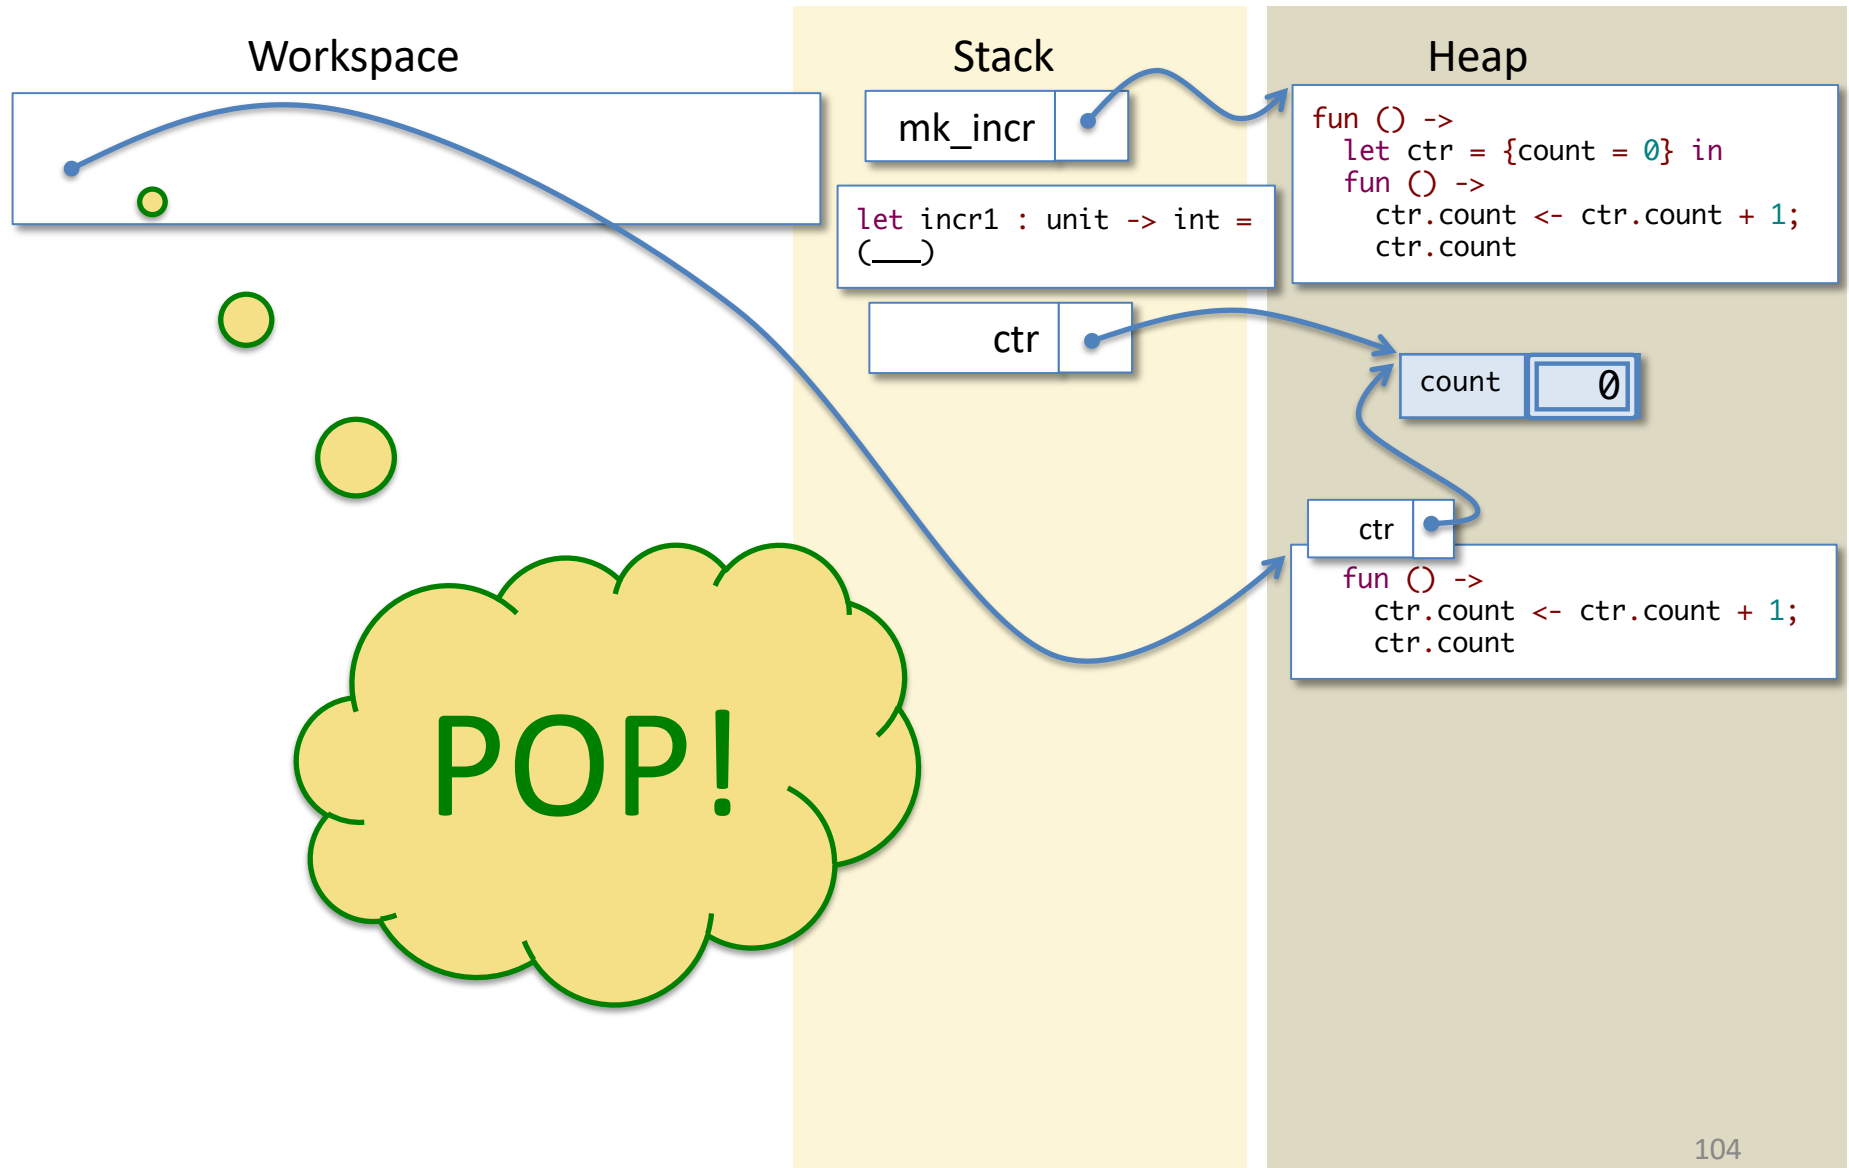 Workspace
Stack
Heap
mk_incr
let incr1 : unit -> int =
(___)
ctr
fun () ->
  let ctr = {count = 0} in
  fun () ->
    ctr.count <- ctr.count + 1;
    ctr.count
count 0
ctr
fun () ->
  ctr.count <- ctr.count + 1;
  ctr.count
POP!
104